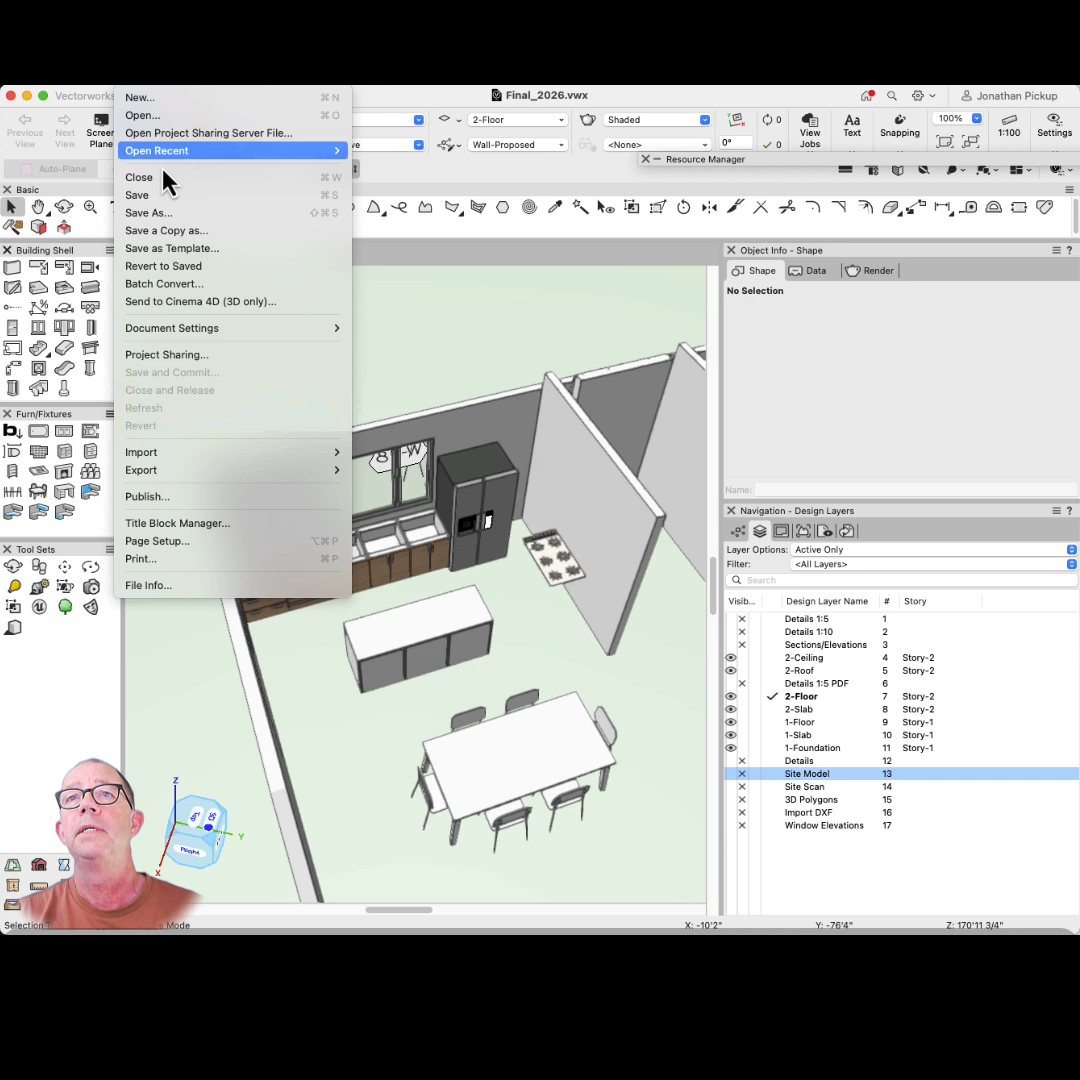 Vectorworks
Final_2026.vwx
Jonathan Pickup
Previous View
Next View
Screen Plane
2-Floor
Shaded
0
View Jobs
Text
Snapping
100%
1:100
Settings
Wall-Proposed
<None>
0°
0
Auto-Plane
Resource Manager
New... ⌘ N
Open... ⌘ O
Open Project Sharing Server File...
Open Recent
Close ⌘ W
Save ⌘ S
Save As... ⇧⌘ S
Save a Copy as...
Save as Template...
Revert to Saved
Batch Convert...
Send to Cinema 4D (3D only)...
Document Settings
Project Sharing...
Save and Commit...
Close and Release
Refresh
Revert
Import
Export
Publish...
Title Block Manager...
Page Setup... ⌥⌘ P
Print... ⌘ P
File Info...
Basic
Building Shell
Furn/Fixtures
Tool Sets
8
W
Z
Y
X
Right
Object Info - Shape
Shape
Data
Render
No Selection
Name:
Navigation - Design Layers
Layer Options: Active Only
Filter: <All Layers>
Search
Visib... Design Layer Name # Story
Details 1:5 1
Details 1:10 2
Sections/Elevations 3
2-Ceiling 4 Story-2
2-Roof 5 Story-2
Details 1:5 PDF 6
2-Floor 7 Story-2
2-Slab 8 Story-2
1-Floor 9 Story-1
1-Slab 10 Story-1
1-Foundation 11 Story-1
Details 12
Site Model 13
Site Scan 14
3D Polygons 15
Import DXF 16
Window Elevations 17
Selection
Mode
X: -10'2" Y: -76'4" Z: 170'11 3/4"